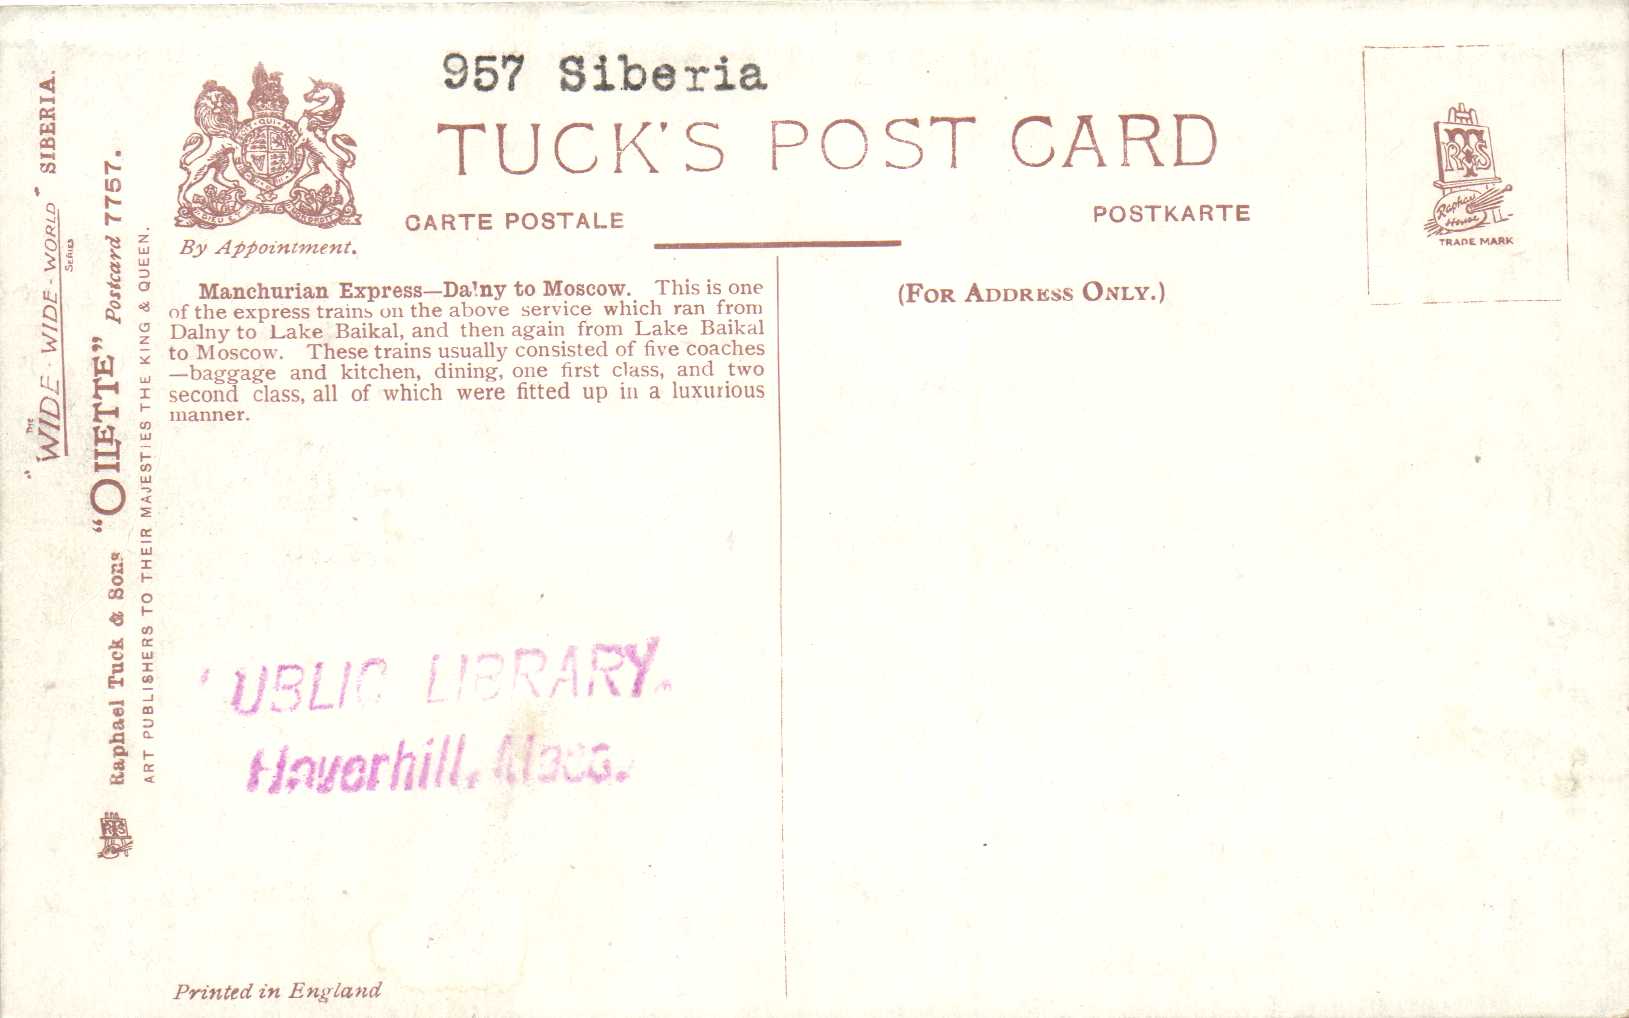 957 Siberia
TUCK'S POST CARD
CARTE POSTALE
POSTKARTE
By Appointment.
TRADE MARK
(FOR ADDRESS ONLY.)
Manchurian Express—Dalny to Moscow. This is one
of the express trains on the above service which ran from
Dalny to Lake Baikal, and then again from Lake Baikal
to Moscow. These trains usually consisted of five coaches
—baggage and kitchen, dining, one first class, and two
second class, all of which were fitted up in a luxurious
manner.
THE
"WIDE-WIDE-WORLD" SIBERIA.
SERIES
Raphael Tuck & Sons "OILETTE" Postcard 7757.
ART PUBLISHERS TO THEIR MAJESTIES THE KING & QUEEN.
PUBLIC LIBRARY.
Haverhill, Mass.
Printed in England